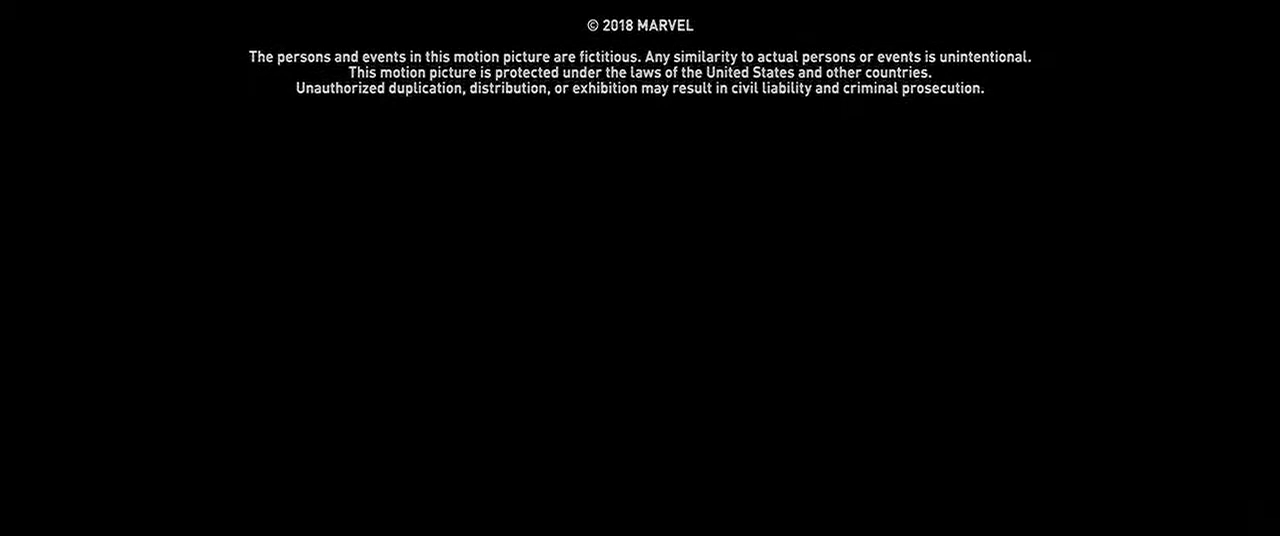 © 2018 MARVEL
The persons and events in this motion picture are fictitious. Any similarity to actual persons or events is unintentional.
This motion picture is protected under the laws of the United States and other countries.
Unauthorized duplication, distribution, or exhibition may result in civil liability and criminal prosecution.